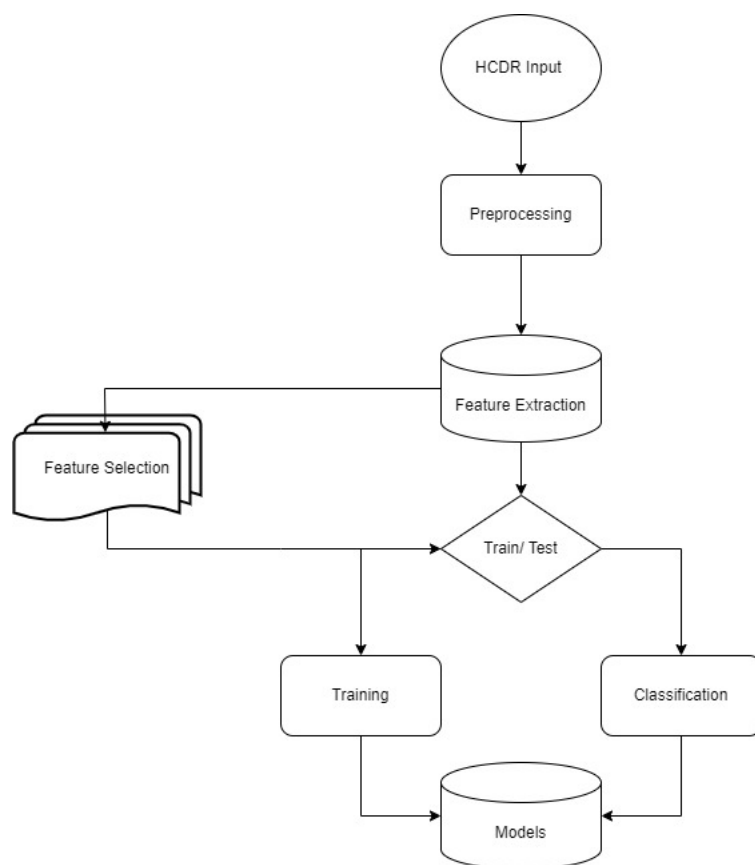 HCDR Input
Preprocessing
Feature Extraction
Feature Selection
Train/ Test
Training
Classification
Models